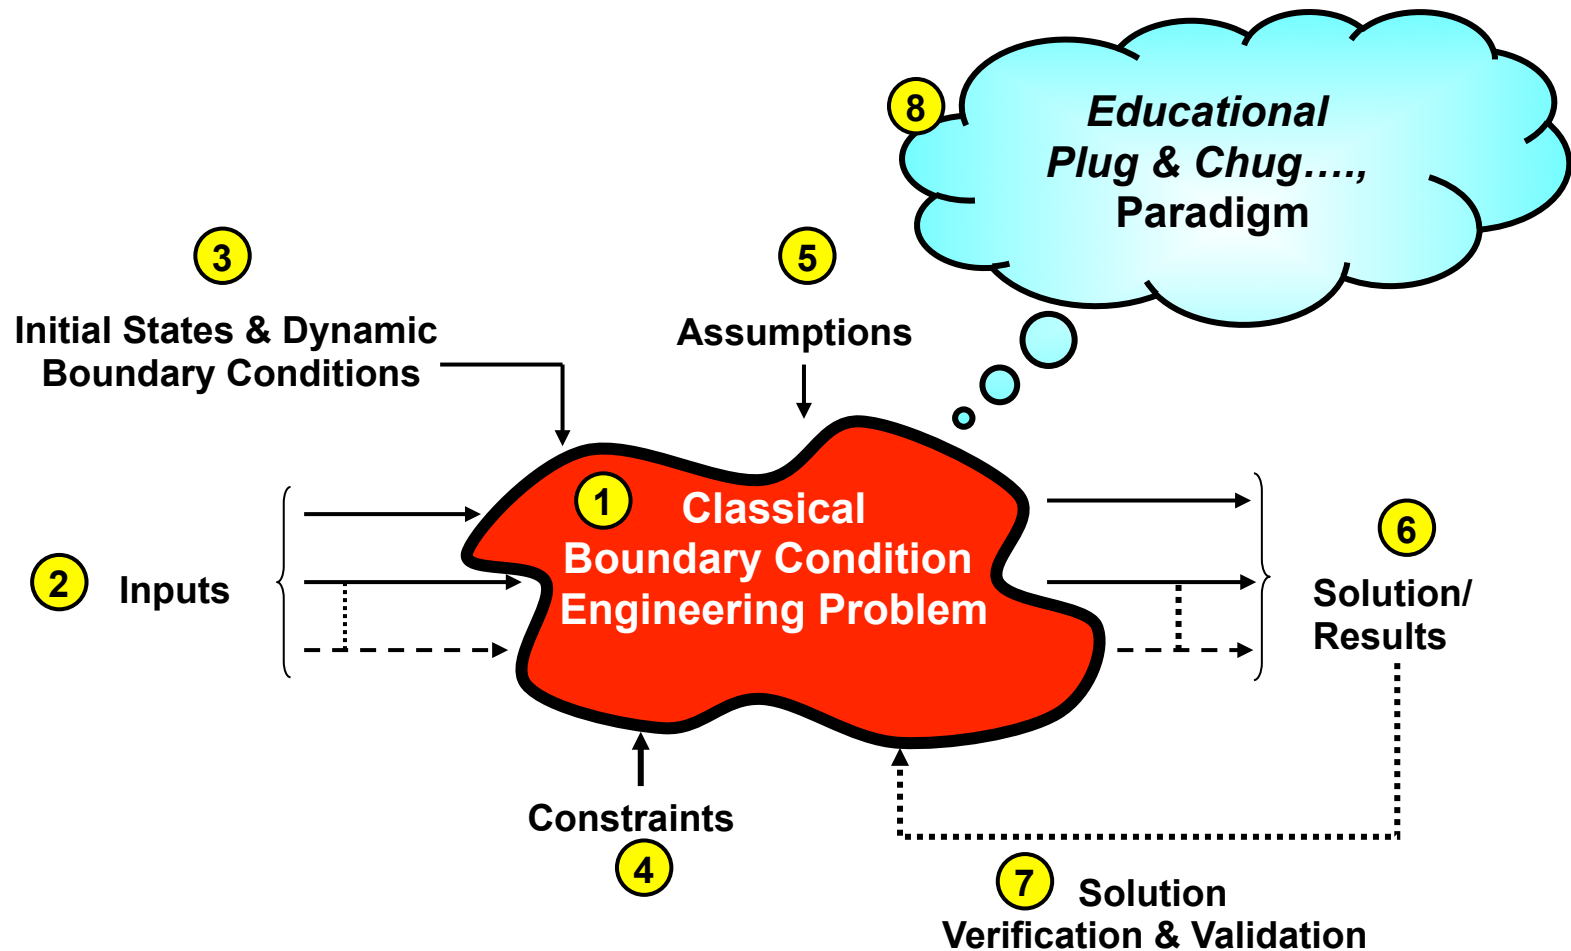 8
Educational
Plug & Chug....,
Paradigm
3
5
Initial States & Dynamic
Boundary Conditions
Assumptions
1
Classical
Boundary Condition
Engineering Problem
2
Inputs
6
Solution/
Results
Constraints
4
7
Solution
Verification & Validation